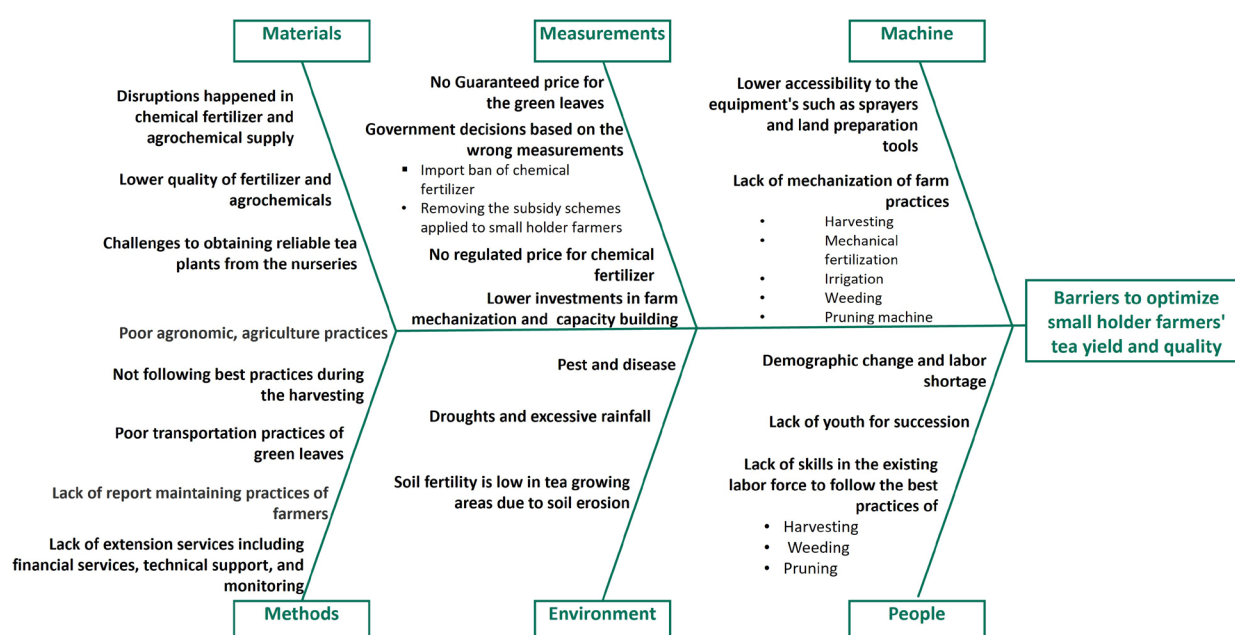 Materials
Disruptions happened in
chemical fertilizer and
agrochemical supply
Lower quality of fertilizer and
agrochemicals
Challenges to obtaining reliable tea
plants from the nurseries
Measurements
No Guaranteed price for
the green leaves
Government decisions based on the
wrong measurements
▪ Import ban of chemical
fertilizer
• Removing the subsidy schemes
applied to small holder farmers
No regulated price for chemical
fertilizer
Lower investments in farm
mechanization and capacity building
Machine
Lower accessibility to the
equipment's such as sprayers
and land preparation
tools
Lack of mechanization of farm
practices
• Harvesting
• Mechanical
fertilization
• Irrigation
• Weeding
• Pruning machine
Barriers to optimize
small holder farmers'
tea yield and quality
Poor agronomic, agriculture practices
Not following best practices during
the harvesting
Poor transportation practices of
green leaves
Lack of report maintaining practices of
farmers
Lack of extension services including
financial services, technical support, and
monitoring
Methods
Pest and disease
Droughts and excessive rainfall
Soil fertility is low in tea growing
areas due to soil erosion
Environment
Demographic change and labor
shortage
Lack of youth for succession
Lack of skills in the existing
labor force to follow the best
practices of
• Harvesting
• Weeding
• Pruning
People